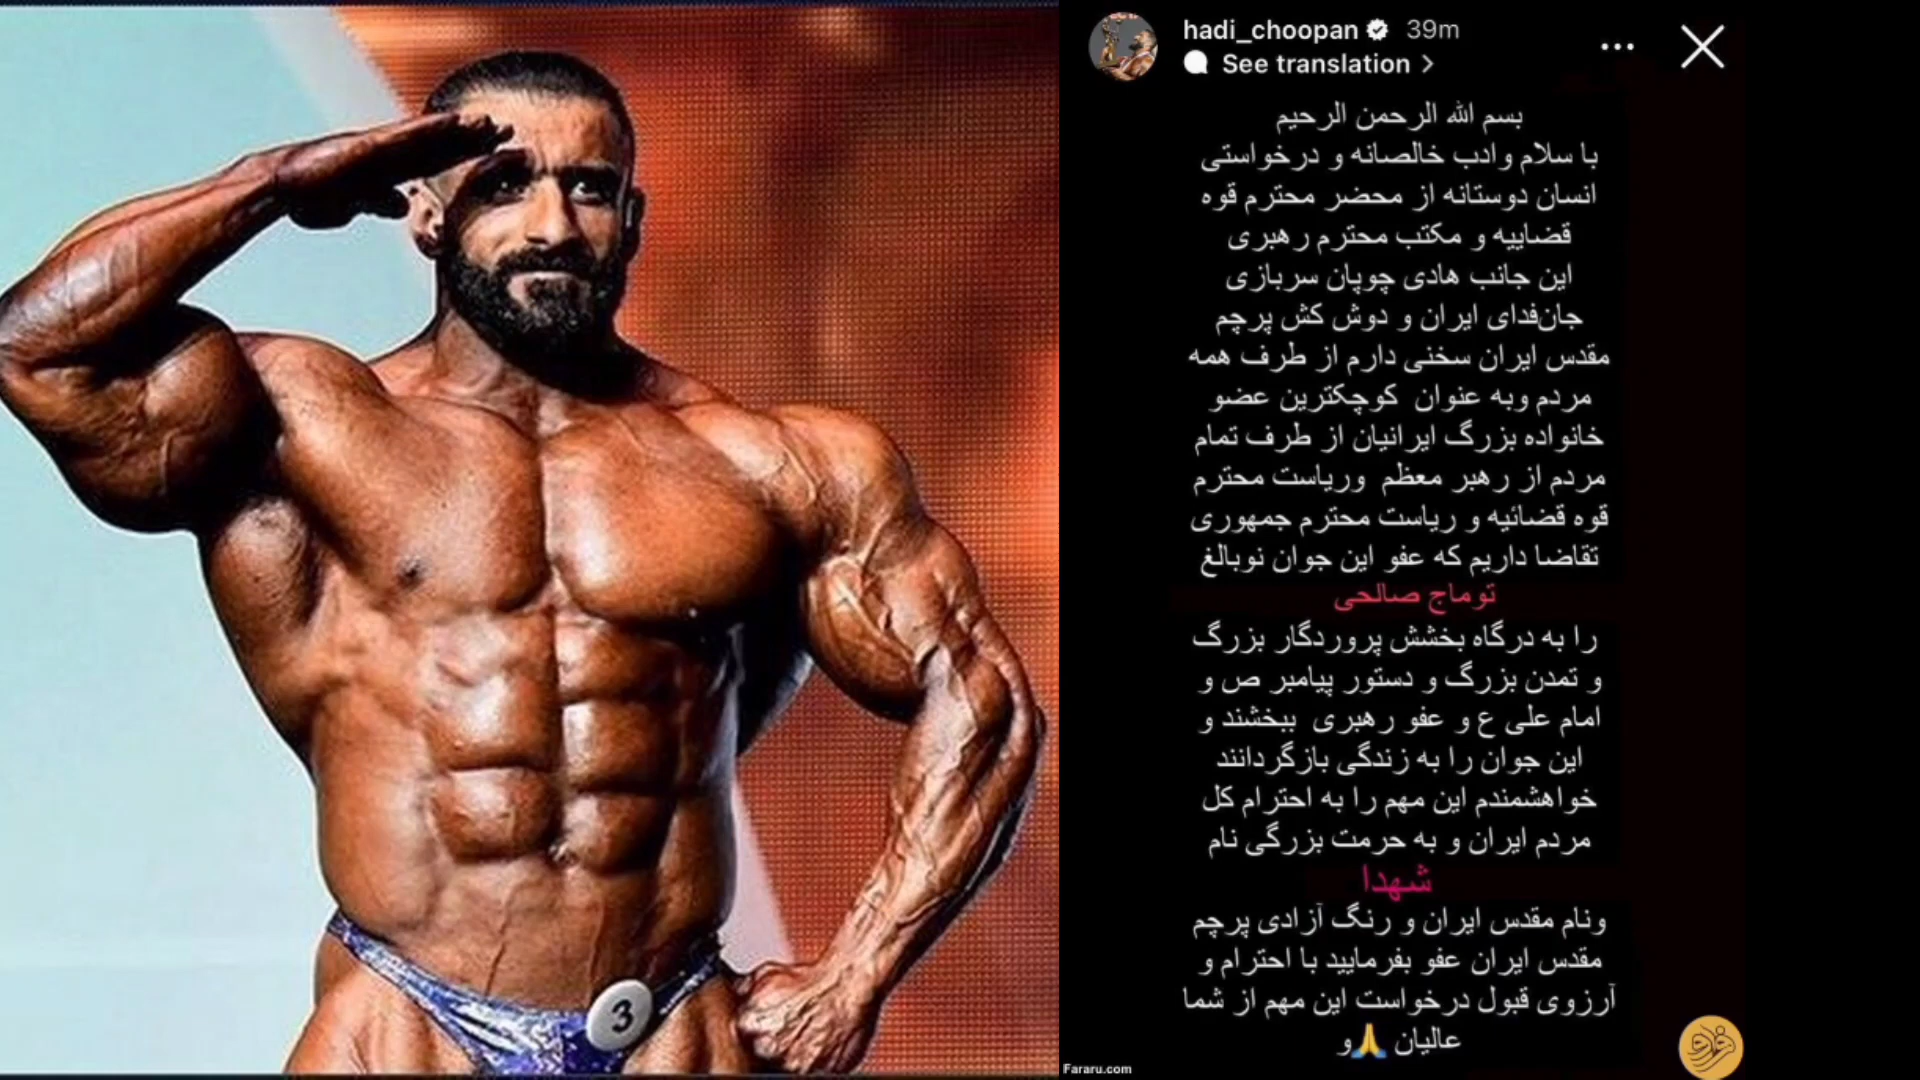 3
hadi_choopan 39m
See translation
بسم الله الرحمن الرحیم
با سلام وادب خالصانه و درخواستی
انسان دوستانه از محضر محترم قوه
قضاییه و مکتب محترم رهبری
این جانب هادی چوپان سربازی
جان‌فدای ایران و دوش کش پرچم
مقدس ایران سخنی دارم از طرف همه
مردم وبه عنوان کوچکترین عضو
خانواده بزرگ ایرانیان از طرف تمام
مردم از رهبر معظم وریاست محترم
قوه قضائیه و ریاست محترم جمهوری
تقاضا داریم که عفو این جوان نوبالغ
توماج صالحی
را به درگاه بخشش پروردگار بزرگ
و تمدن بزرگ و دستور پیامبر ص و
امام علی ع و عفو رهبری ببخشند و
این جوان را به زندگی بازگردانند
خواهشمندم این مهم را به احترام کل
مردم ایران و به حرمت بزرگی نام
شهدا
ونام مقدس ایران و رنگ آزادی پرچم
مقدس ایران عفو بفرمایید با احترام و
آرزوی قبول درخواست این مهم از شما
عالیان 🙏و
Fararu.com